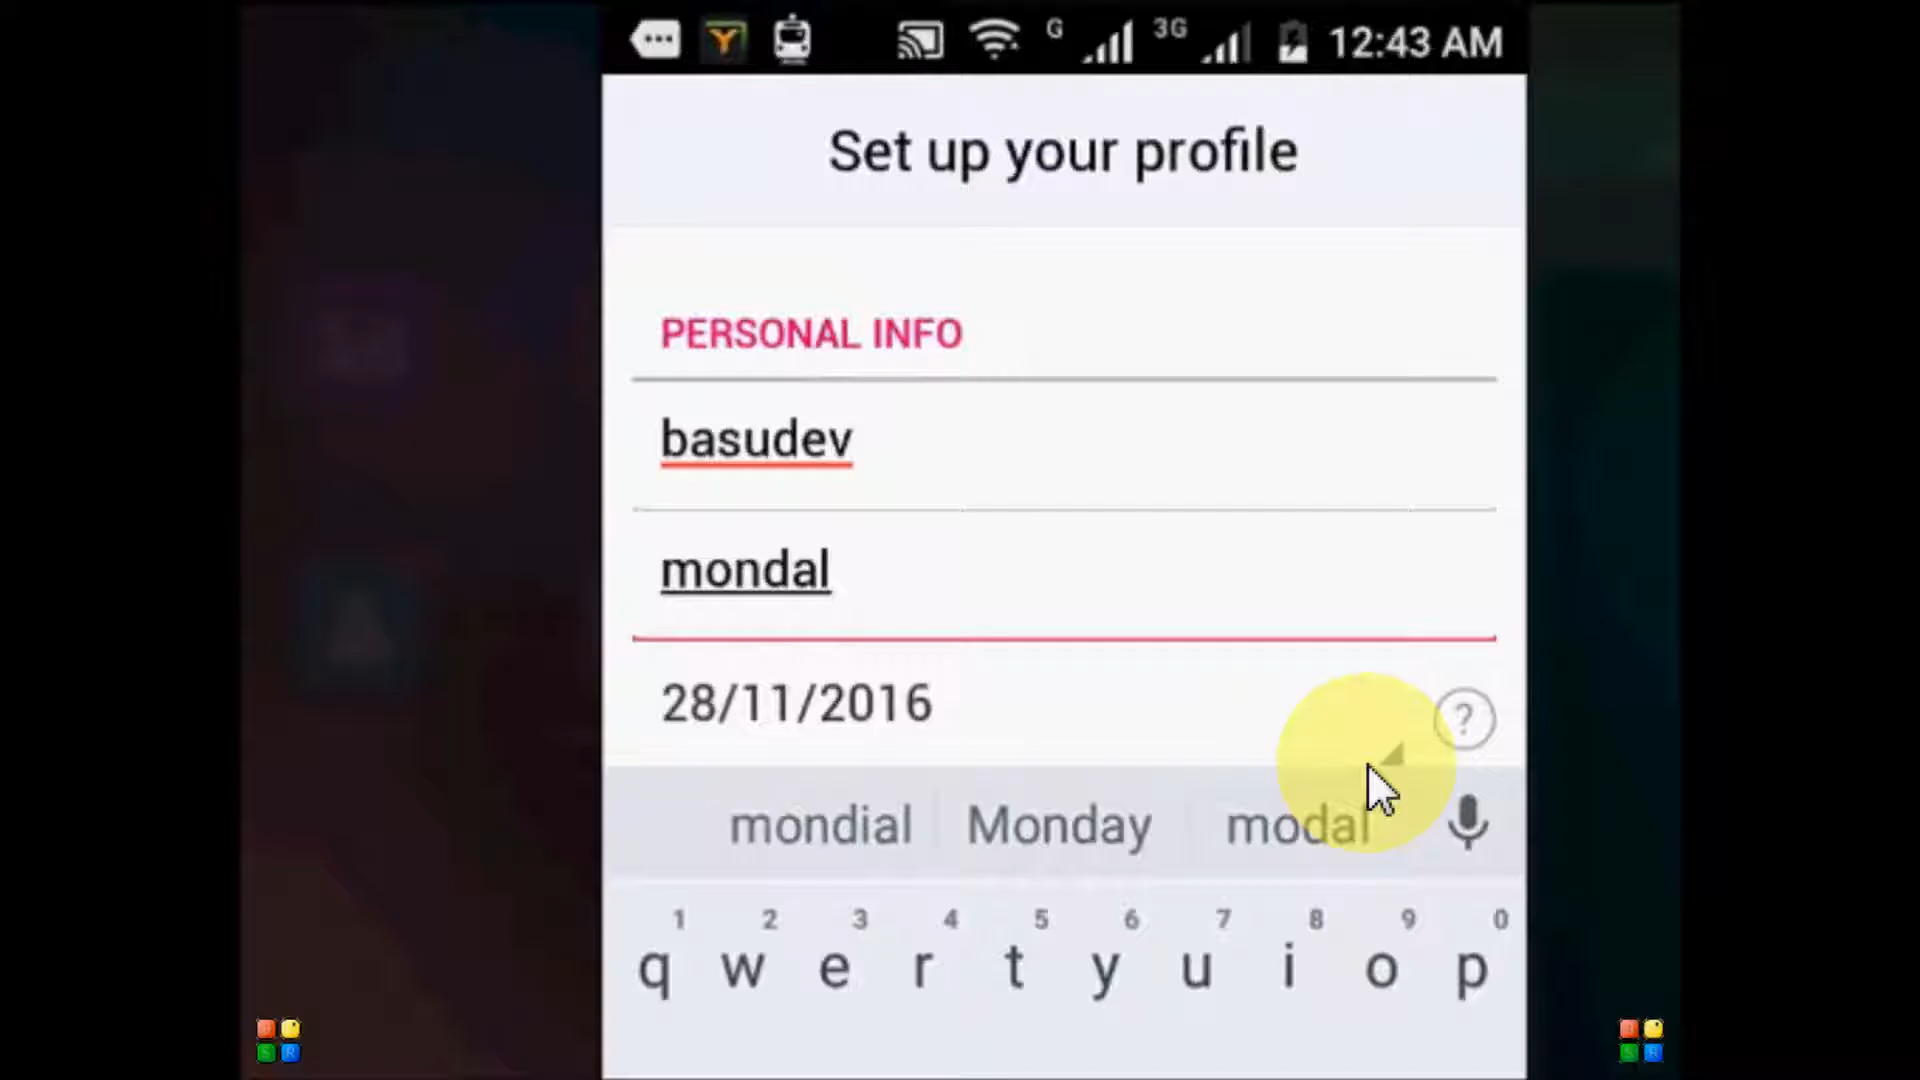 G 3G 12:43 AM
Set up your profile
PERSONAL INFO
basudev
mondal
28/11/2016
?
mondial Monday modal
1 2 3 4 5 6 7 8 9 0
q w e r t y u i o p